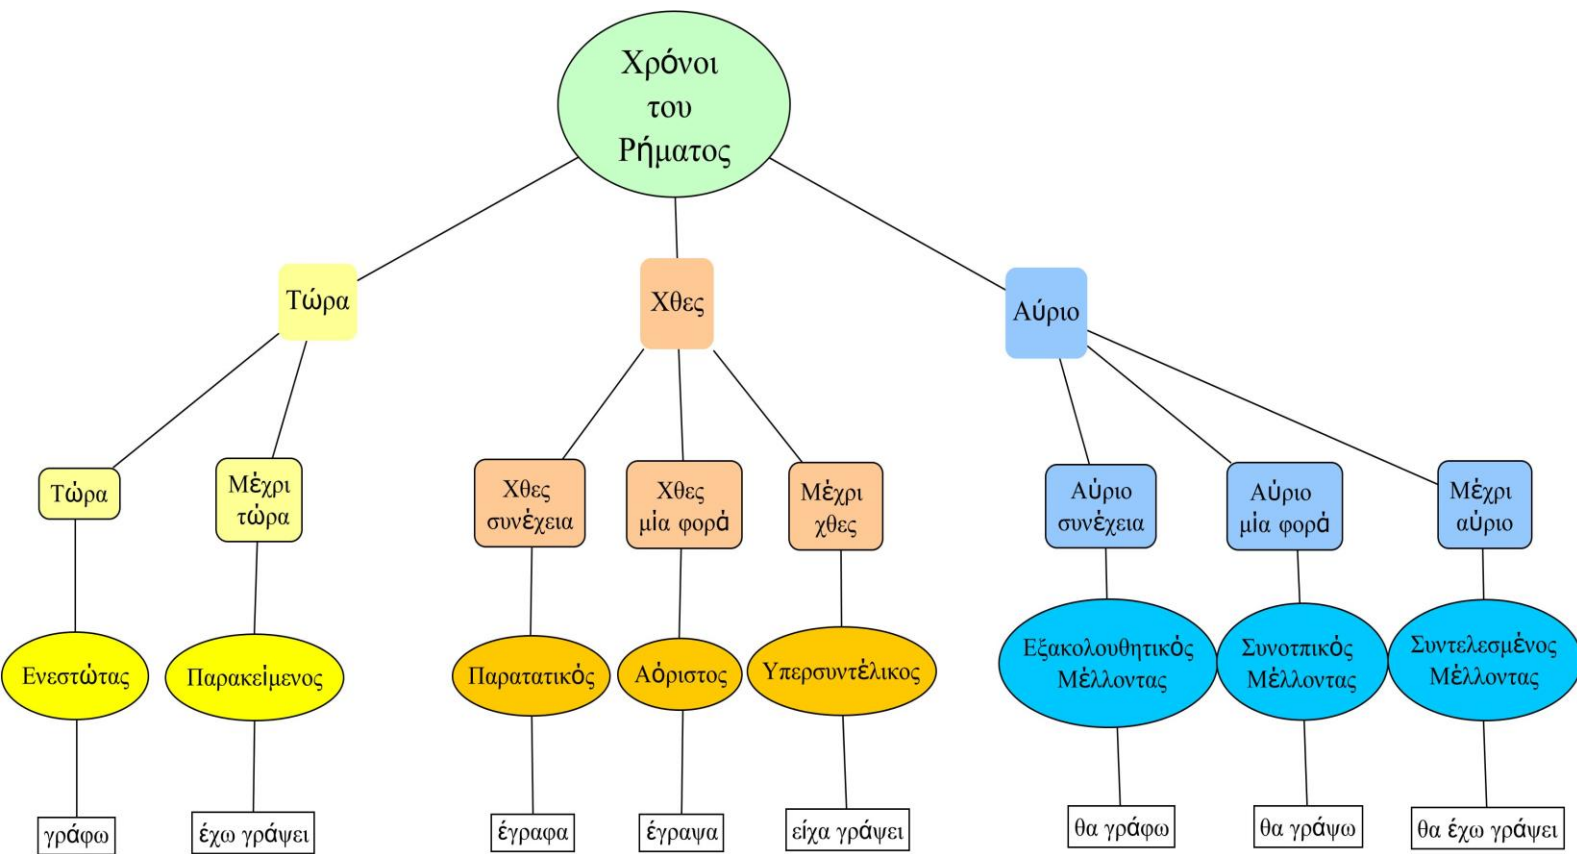 Χρόνοι
του
Ρήματος
Τώρα
Χθες
Αύριο
Τώρα
Μέχρι
τώρα
Χθες
συνέχεια
Χθες
μία φορά
Μέχρι
χθες
Αύριο
συνέχεια
Αύριο
μία φορά
Μέχρι
αύριο
Ενεστώτας
Παρακείμενος
Παρατατικός
Αόριστος
Υπερσυντέλικος
Εξακολουθητικός
Μέλλοντας
Συνοτπικός
Μέλλοντας
Συντελεσμένος
Μέλλοντας
γράφω
έχω γράψει
έγραφα
έγραψα
είχα γράψει
θα γράφω
θα γράψω
θα έχω γράψει